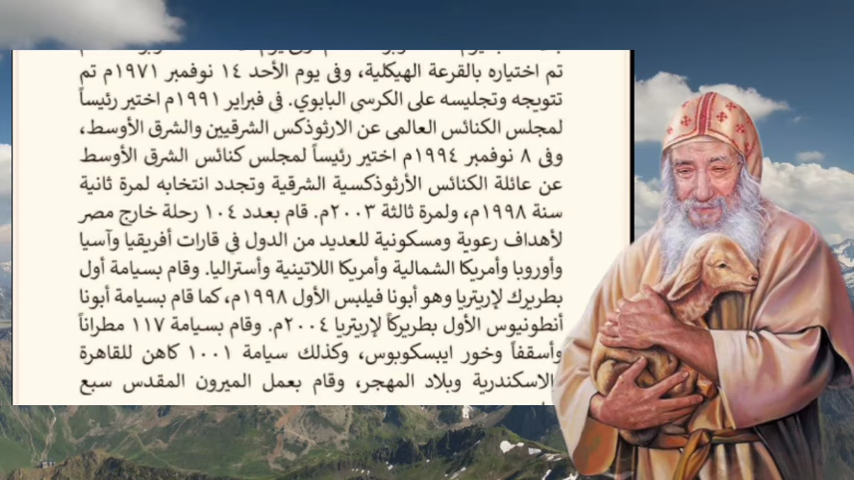 تم اختياره بالقرعة الهيكلية، وفى يوم الأحد ١٤ نوفمبر ١٩٧١م تم
تتويجه وتجليسه على الكرسى البابوي. فى فبراير ١٩٩١م اختير رئيساً
لمجلس الكنائس العالمى عن الارثوذكس الشرقيين والشرق الأوسط،
وفى ٨ نوفمبر ١٩٩٤م اختير رئيساً لمجلس كنائس الشرق الأوسط
عن عائلة الكنائس الأرثوذكسية الشرقية وتجدد انتخابه لمرة ثانية
سنة ١٩٩٨م، ولمرة ثالثة ٢٠٠٣م. قام بعدد ١٠٤ رحلة خارج مصر
لأهداف رعوية ومسكونية للعديد من الدول في قارات أفريقيا وآسيا
وأوروبا وأمريكا الشمالية وأمريكا اللاتينية وأستراليا. وقام بسيامة أول
بطريرك لإريتريا وهو أبونا فيلبس الأول ١٩٩٨م، كما قام بسيامة أبونا
أنطونيوس الأول بطريركاً لإريتريا ٢٠٠٤م. وقام بسيامة ١١٧ مطراناً
وأسقفاً وخور ايبسكوبوس، وكذلك سيامة ١٠٠١ كاهن للقاهرة
والاسكندرية وبلاد المهجر، وقام بعمل الميرون المقدس سبع